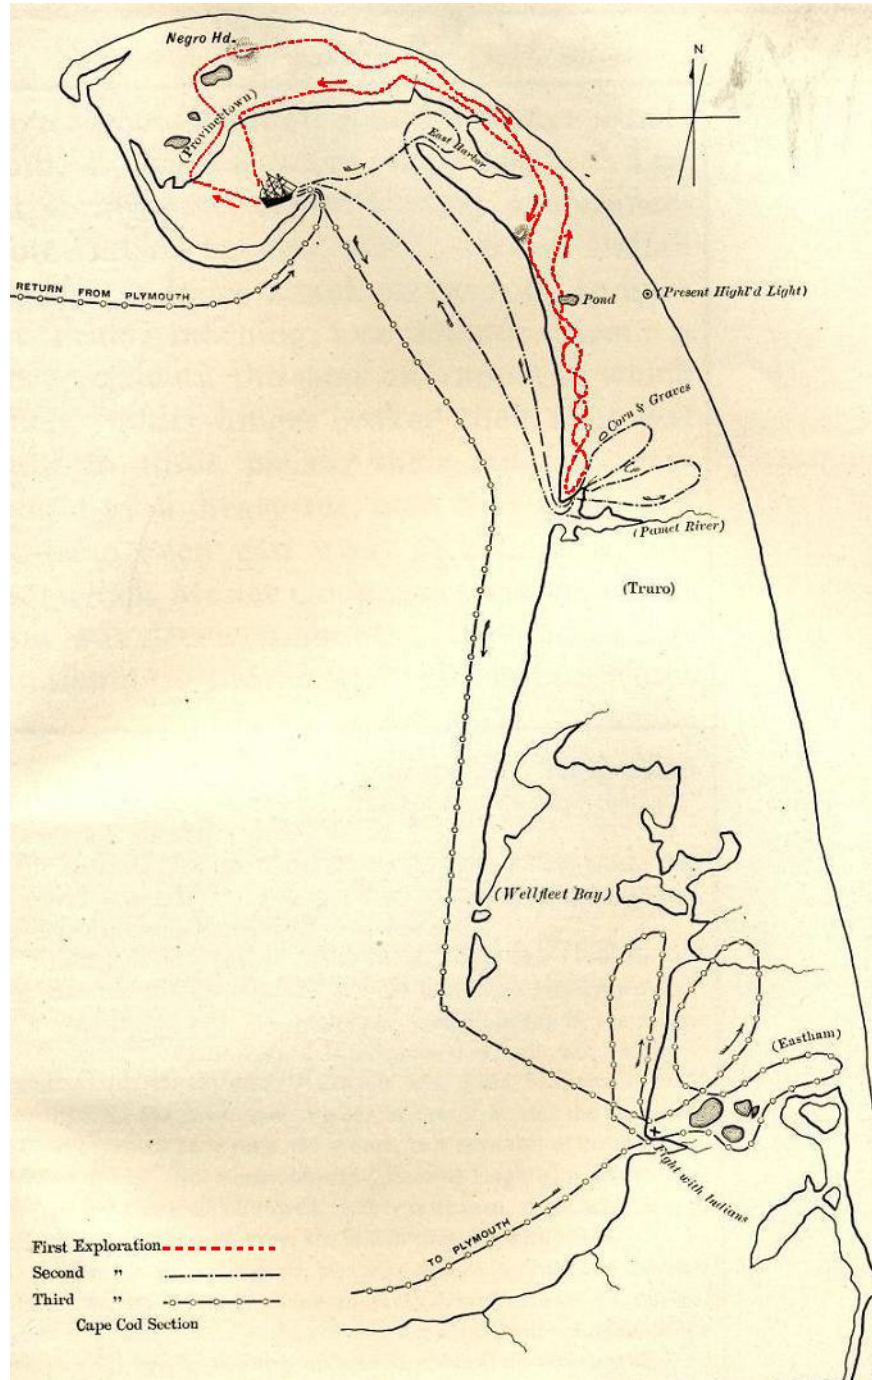 Negro Hd.
N
(Provincetown)
East Harbor
RETURN FROM PLYMOUTH
Pond
(Present Highl'd Light)
Corn & Graves
(Pamet River)
(Truro)
(Wellfleet Bay)
(Eastham)
Fight with Indians
TO PLYMOUTH
First Exploration
Second "
Third "
Cape Cod Section